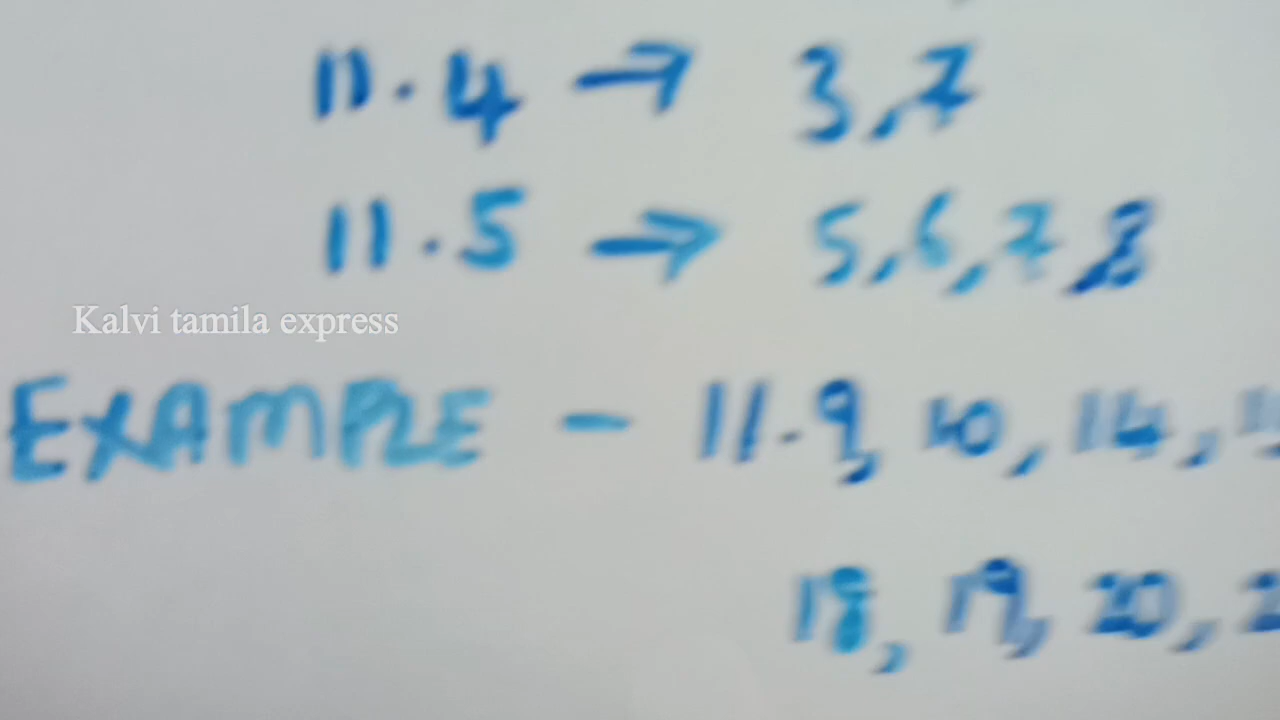 11.4 → 3,7
11.5 → 5,6,7,8
Kalvi tamila express
EXAMPLE - 11.9, 10, 14,
18, 19, 20,